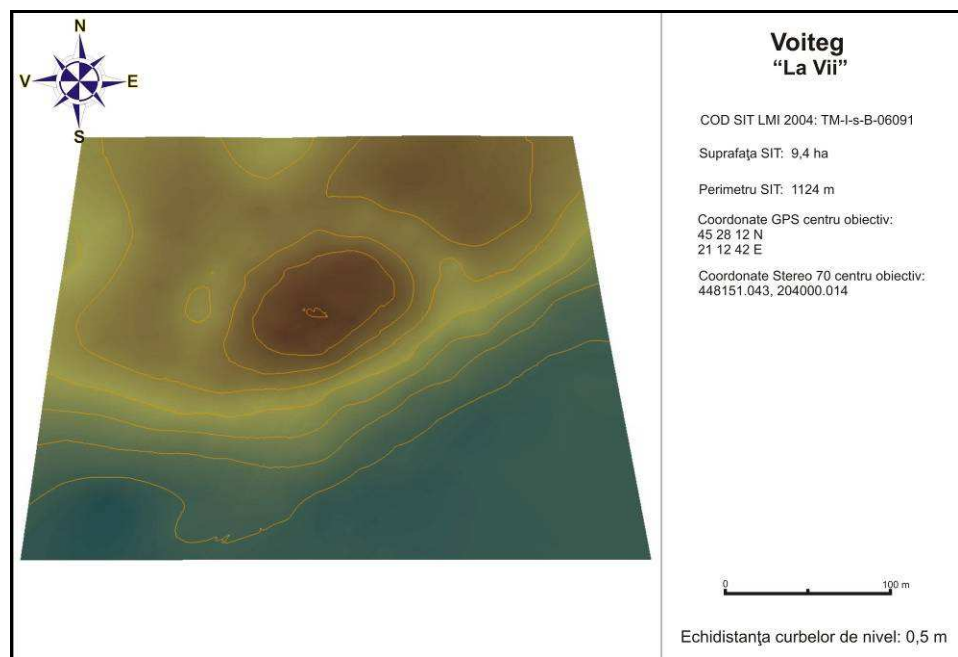 N
V E
S
Voiteg
“La Vii”
COD SIT LMI 2004: TM-I-s-B-06091
Suprafaţa SIT: 9,4 ha
Perimetru SIT: 1124 m
Coordonate GPS centru obiectiv:
45 28 12 N
21 12 42 E
Coordonate Stereo 70 centru obiectiv:
448151.043, 204000.014
0 100 m
Echidistanţa curbelor de nivel: 0,5 m